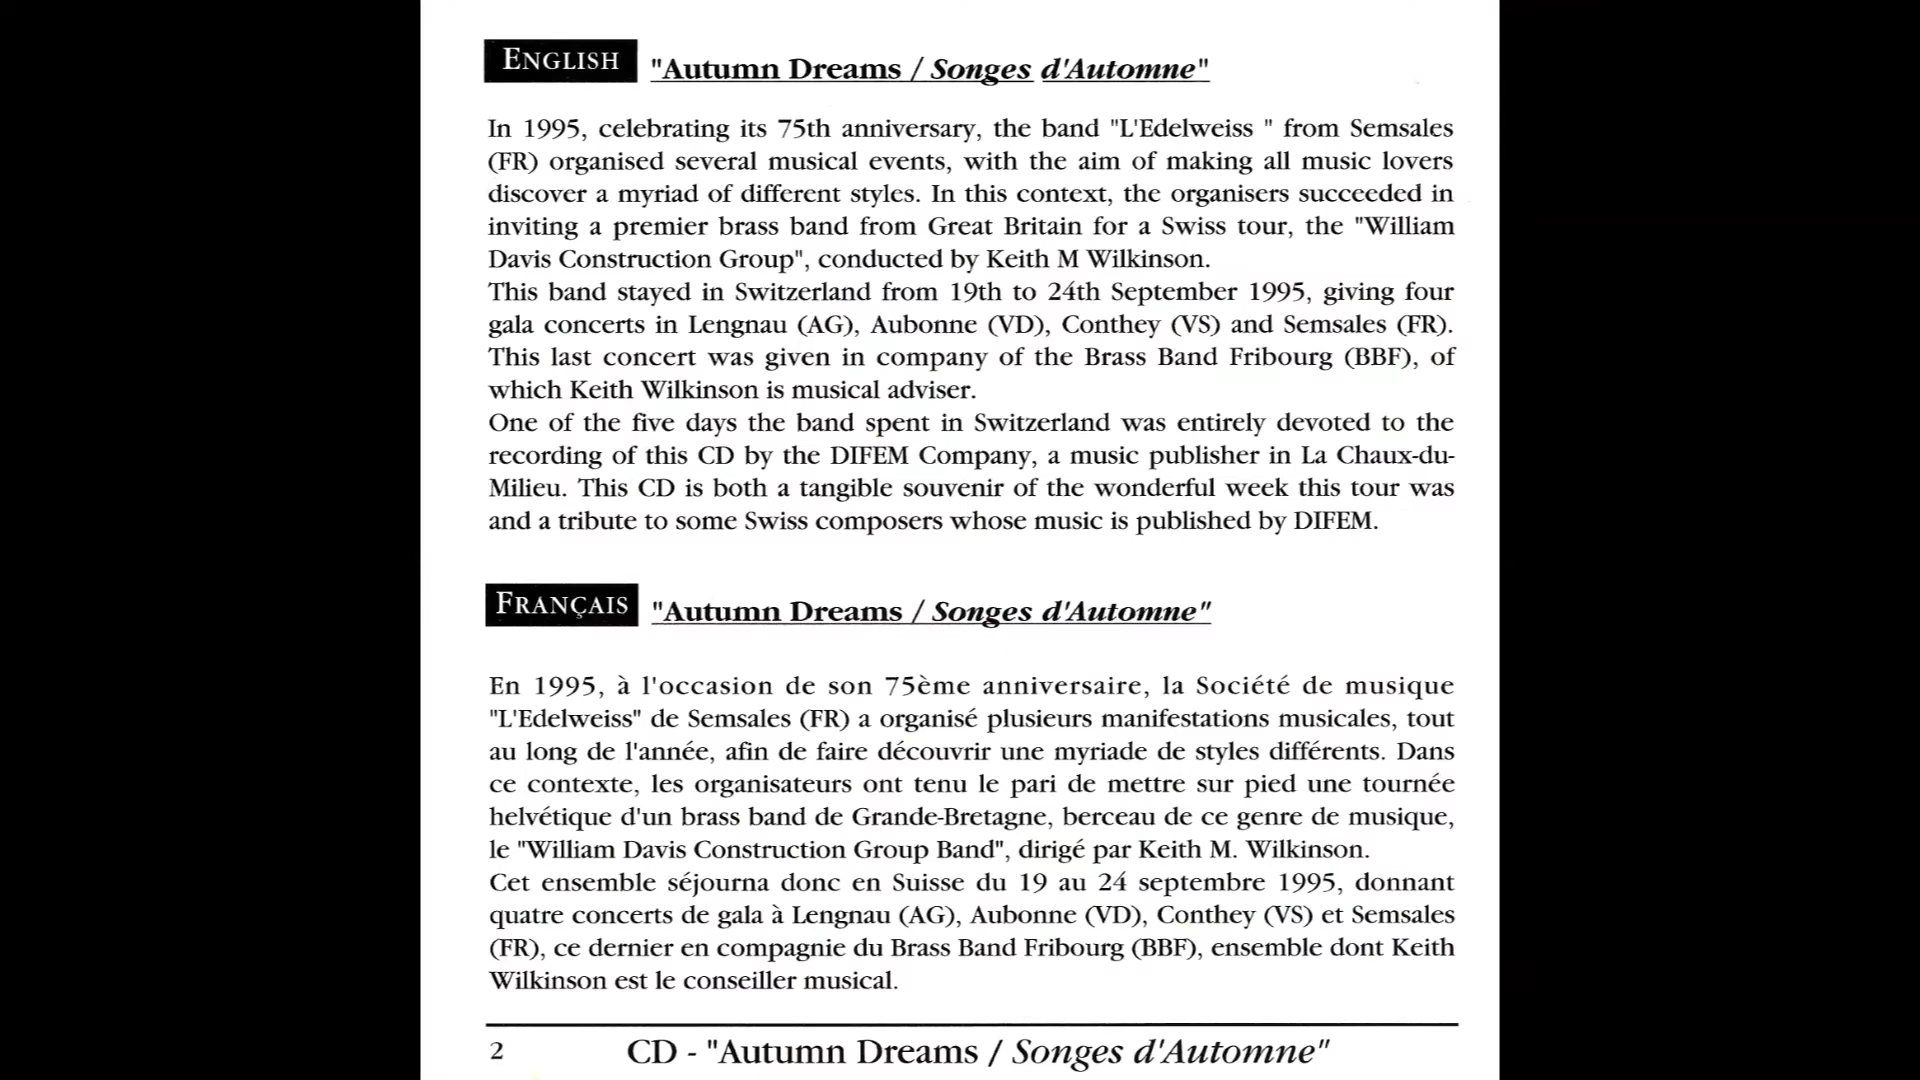 ENGLISH "Autumn Dreams / Songes d'Automne"
In 1995, celebrating its 75th anniversary, the band "L'Edelweiss " from Semsales
(FR) organised several musical events, with the aim of making all music lovers
discover a myriad of different styles. In this context, the organisers succeeded in
inviting a premier brass band from Great Britain for a Swiss tour, the "William
Davis Construction Group", conducted by Keith M Wilkinson.
This band stayed in Switzerland from 19th to 24th September 1995, giving four
gala concerts in Lengnau (AG), Aubonne (VD), Conthey (VS) and Semsales (FR).
This last concert was given in company of the Brass Band Fribourg (BBF), of
which Keith Wilkinson is musical adviser.
One of the five days the band spent in Switzerland was entirely devoted to the
recording of this CD by the DIFEM Company, a music publisher in La Chaux-du-
Milieu. This CD is both a tangible souvenir of the wonderful week this tour was
and a tribute to some Swiss composers whose music is published by DIFEM.
FRANÇAIS "Autumn Dreams / Songes d'Automne"
En 1995, à l'occasion de son 75ème anniversaire, la Société de musique
"L'Edelweiss" de Semsales (FR) a organisé plusieurs manifestations musicales, tout
au long de l'année, afin de faire découvrir une myriade de styles différents. Dans
ce contexte, les organisateurs ont tenu le pari de mettre sur pied une tournée
helvétique d'un brass band de Grande-Bretagne, berceau de ce genre de musique,
le "William Davis Construction Group Band", dirigé par Keith M. Wilkinson.
Cet ensemble séjourna donc en Suisse du 19 au 24 septembre 1995, donnant
quatre concerts de gala à Lengnau (AG), Aubonne (VD), Conthey (VS) et Semsales
(FR), ce dernier en compagnie du Brass Band Fribourg (BBF), ensemble dont Keith
Wilkinson est le conseiller musical.
2 CD - "Autumn Dreams / Songes d'Automne"